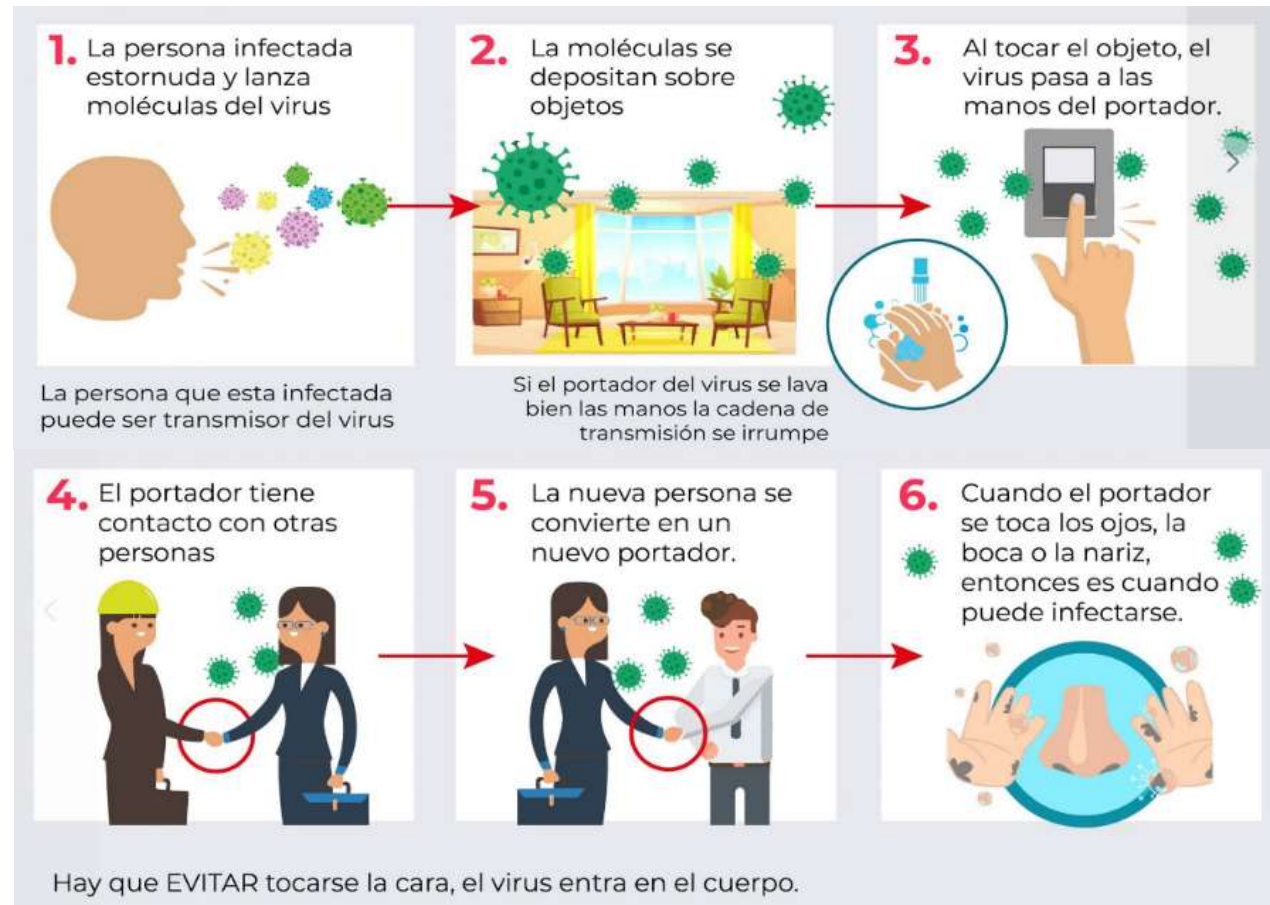 1. La persona infectada
estornuda y lanza
moléculas del virus
2. La moléculas se
depositan sobre
objetos
3. Al tocar el objeto, el
virus pasa a las
manos del portador.
La persona que esta infectada
puede ser transmisor del virus
Si el portador del virus se lava
bien las manos la cadena de
transmisión se irrumpe
4. El portador tiene
contacto con otras
personas
5. La nueva persona se
convierte en un
nuevo portador.
6. Cuando el portador
se toca los ojos, la
boca o la nariz,
entonces es cuando
puede infectarse.
Hay que EVITAR tocarse la cara, el virus entra en el cuerpo.